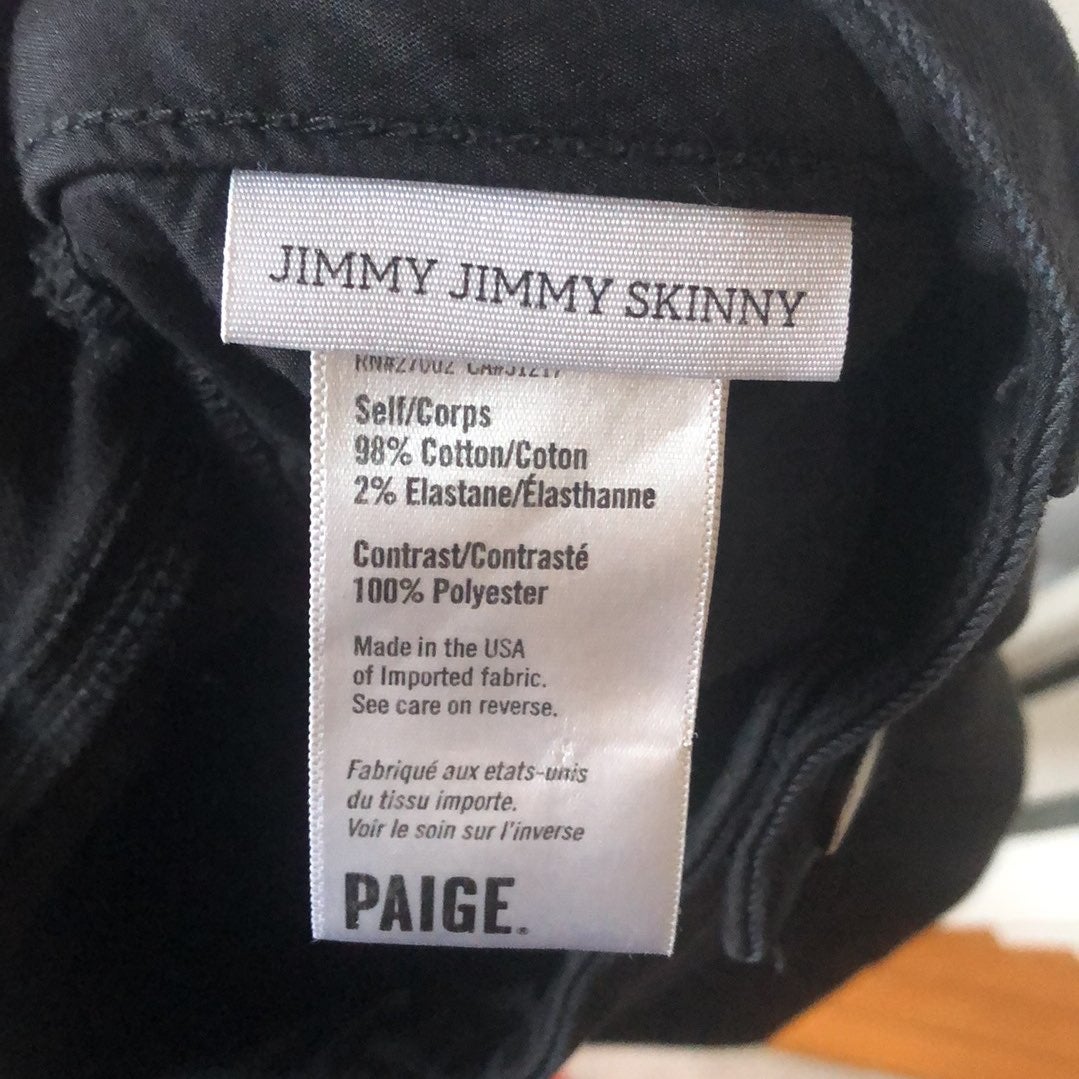 JIMMY JIMMY SKINNY
Self/Corps
98% Cotton/Coton
2% Elastane/Élasthanne
Contrast/Contrasté
100% Polyester
Made in the USA
of Imported fabric.
See care on reverse.
Fabriqué aux etats-unis
du tissu importe.
Voir le soin sur l'inverse
PAIGE.